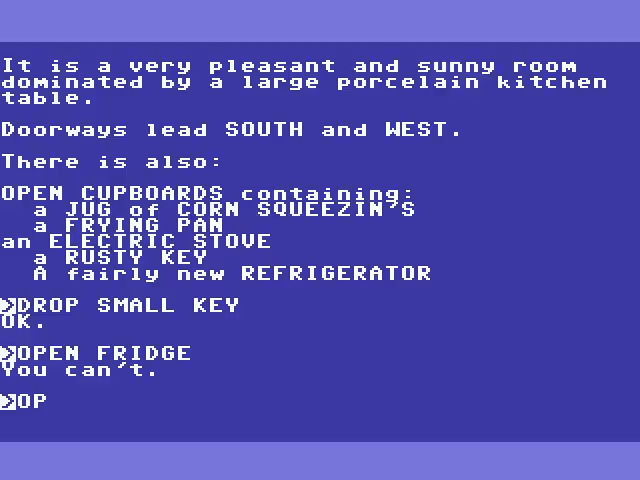 It is a very pleasant and sunny room
dominated by a large porcelain kitchen
table.
Doorways lead SOUTH and WEST.
There is also:
OPEN CUPBOARDS containing:
a JUG of CORN SQUEEZIN'S
a FRYING PAN
an ELECTRIC STOVE
a RUSTY KEY
A fairly new REFRIGERATOR
>DROP SMALL KEY
OK.
>OPEN FRIDGE
You can't.
>OP